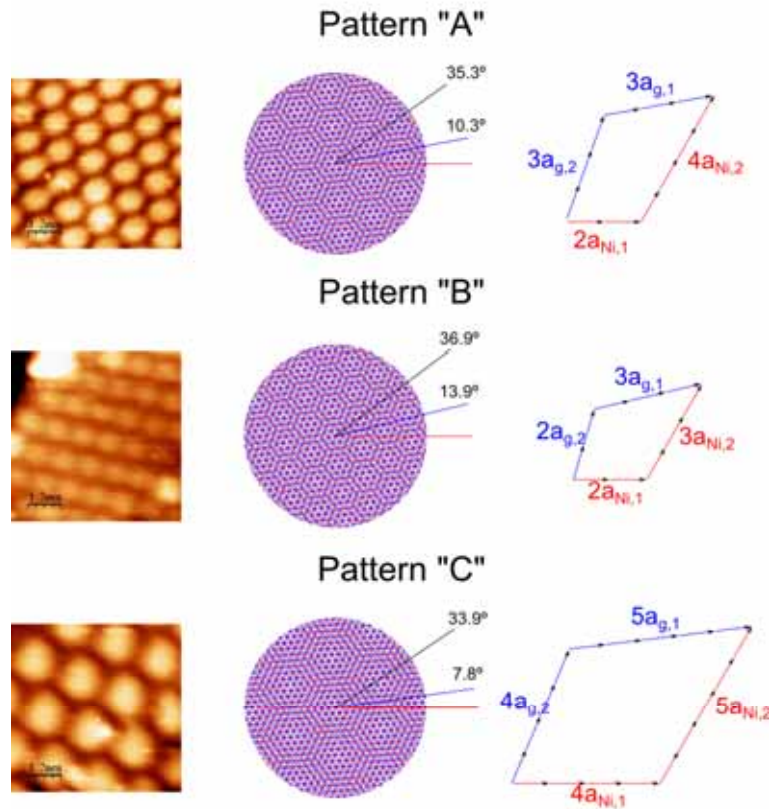 Pattern "A"
35.3º
10.3º
3ag,1
3ag,2
4aNi,2
2aNi,1
Pattern "B"
36.9º
13.9º
3ag,1
2ag,2
3aNi,2
2aNi,1
1.2nm
Pattern "C"
33.9º
7.8º
5ag,1
4ag,2
5aNi,2
4aNi,1